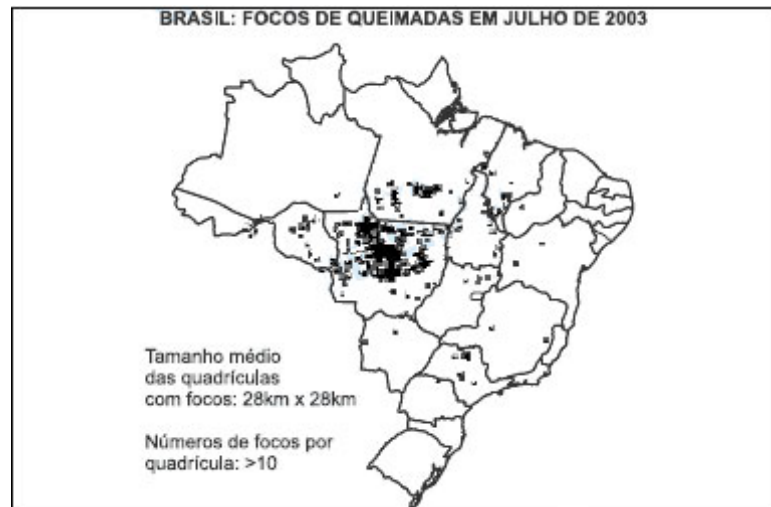 BRASIL: FOCOS DE QUEIMADAS EM JULHO DE 2003
Tamanho médio
das quadrículas
com focos: 28km x 28km
Números de focos por
quadrícula: >10